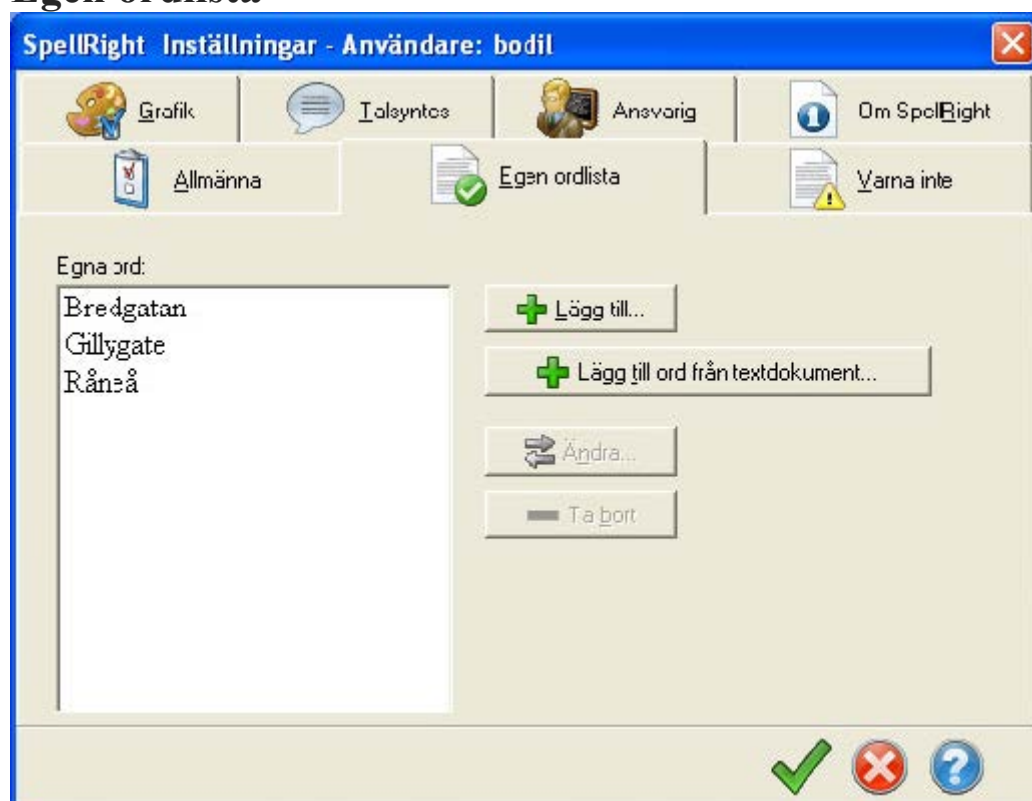 Egen ordlista
SpellRight Inställningar - Användare: bodil
Grafik Talsyntes Ansvarig Om SpellRight
Allmänna Egen ordlista Varna inte
Egna ord:
Bredgatan
Gillygate
Råneå
Lägg till...
Lägg till ord från textdokument...
Ändra...
Ta bort